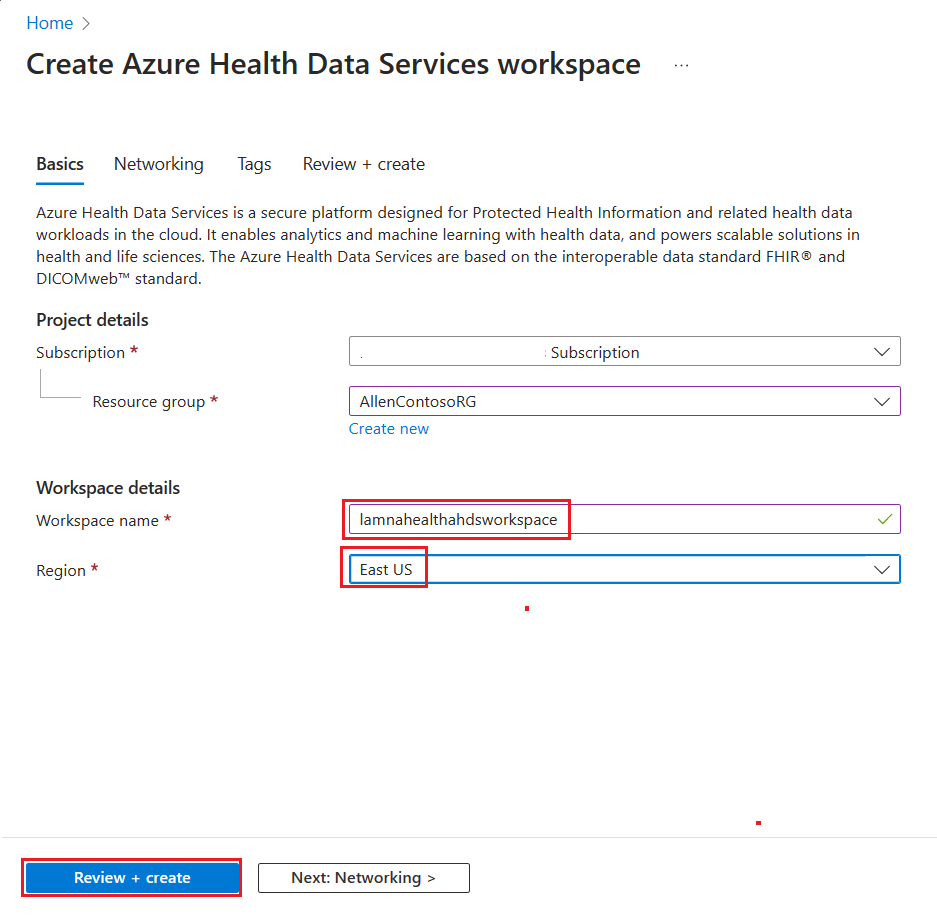 Home >
Create Azure Health Data Services workspace ...
Basics Networking Tags Review + create
Azure Health Data Services is a secure platform designed for Protected Health Information and related health data
workloads in the cloud. It enables analytics and machine learning with health data, and powers scalable solutions in
health and life sciences. The Azure Health Data Services are based on the interoperable data standard FHIR® and
DICOMweb™ standard.
Project details
Subscription * Subscription
Resource group * AllenContosoRG
Create new
Workspace details
Workspace name * lamnahealthahdsworkspace
Region * East US
Review + create Next: Networking >